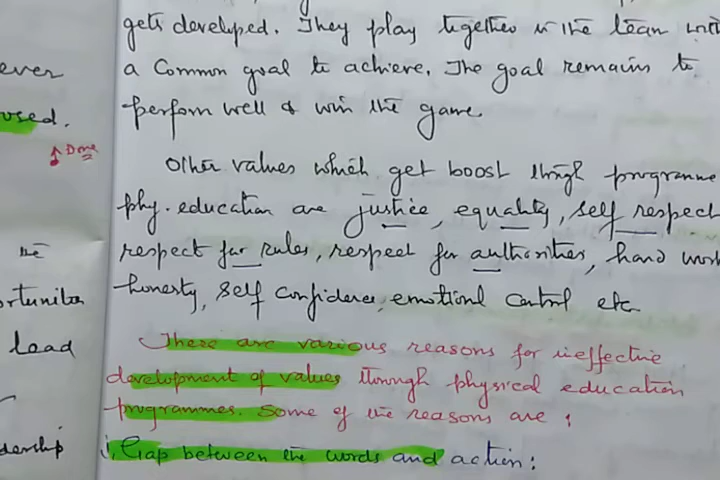 gets developed. They play together in the team with
a Common goal to achieve. The goal remains to
perform well & win the game.
Other values which get boost through programme
phy. education are justice, equality, self respect
respect for rules, respect for authorities, hard work
honesty, self confidence, emotional control etc.
There are various reasons for ineffective
development of values through physical education
programmes. Some of the reasons are :
i. Gap between the words and action :
ever
used.
Done
the
lead